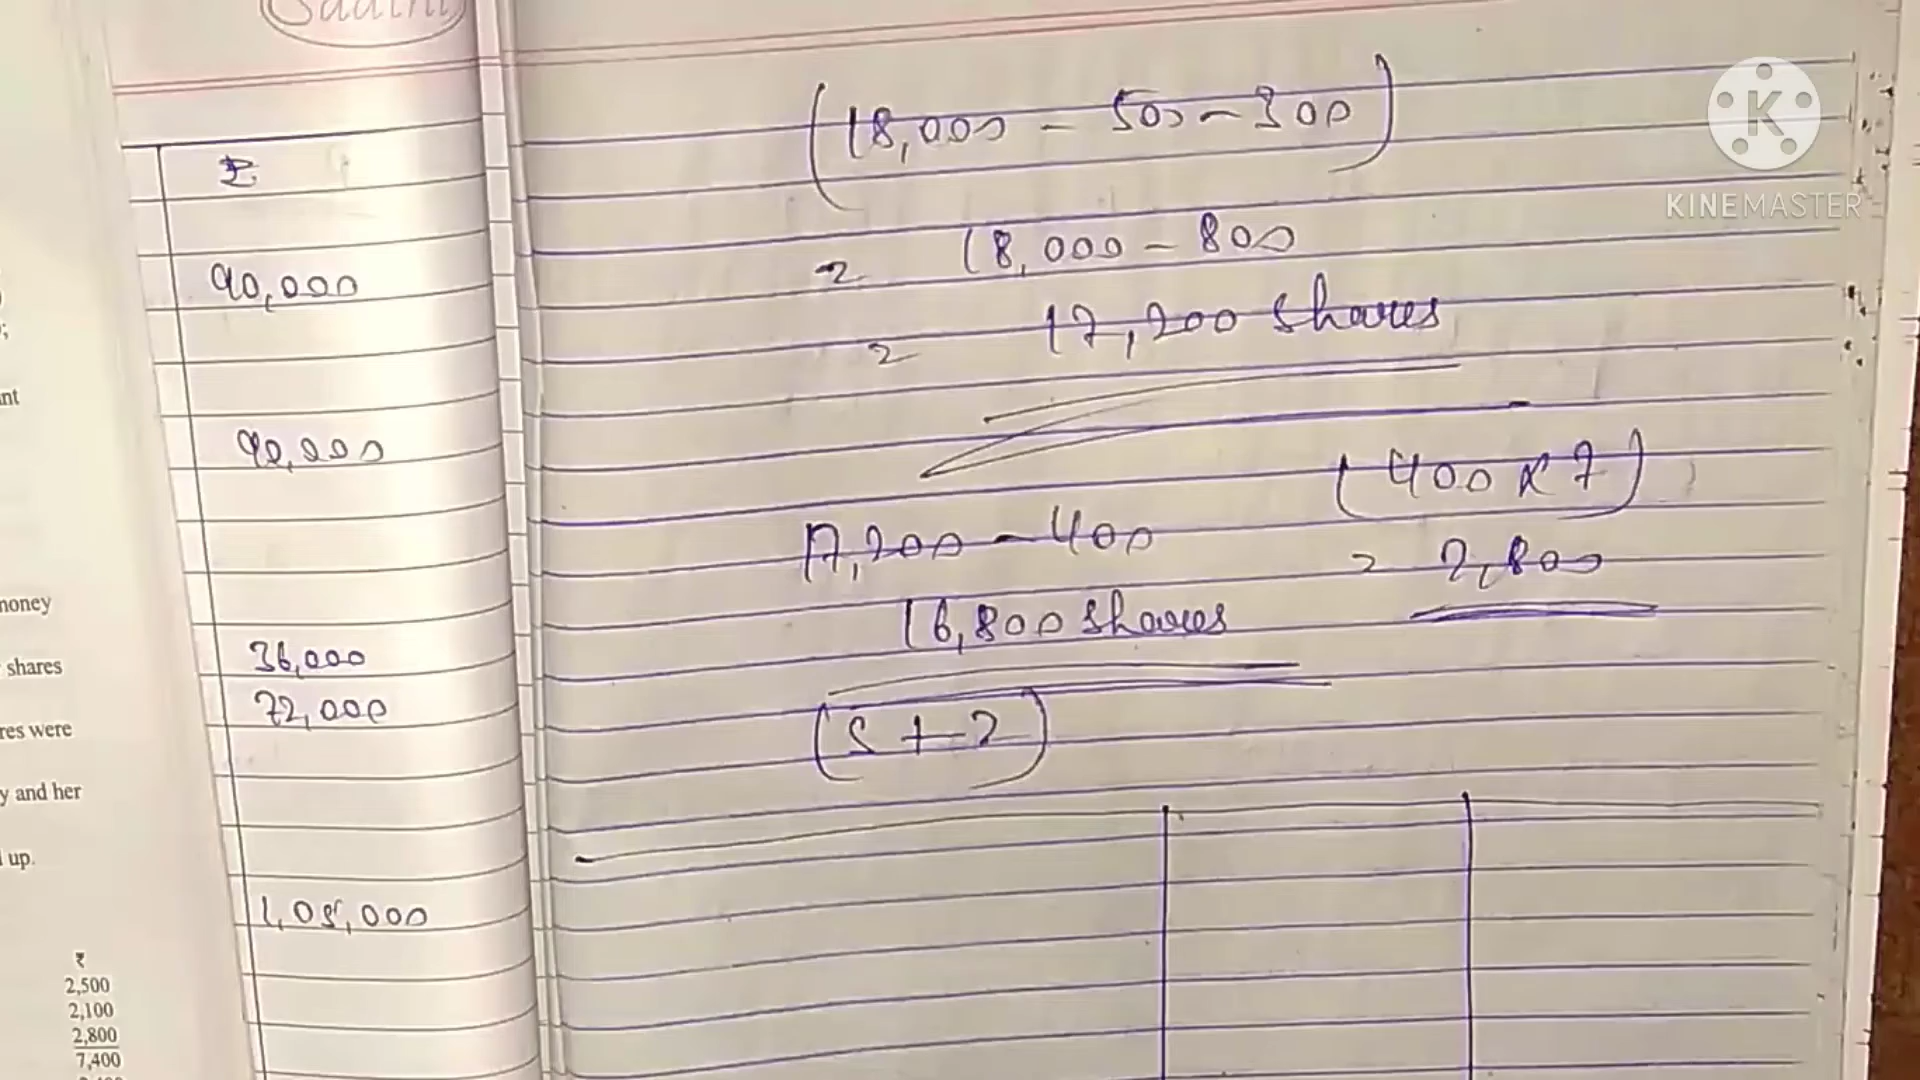 ₹
90,000
90,000
36,000
72,000
1,05,000
nt
money
shares
res were
y and her
up.
₹
2,500
2,100
2,800
7,400
(18,000 - 500 - 300)
= 18,000 - 800
= 17,200 shares
17,200 - 400
16,800 shares
(5 + 2)
(400 x 7)
= 2,800
KINEMASTER